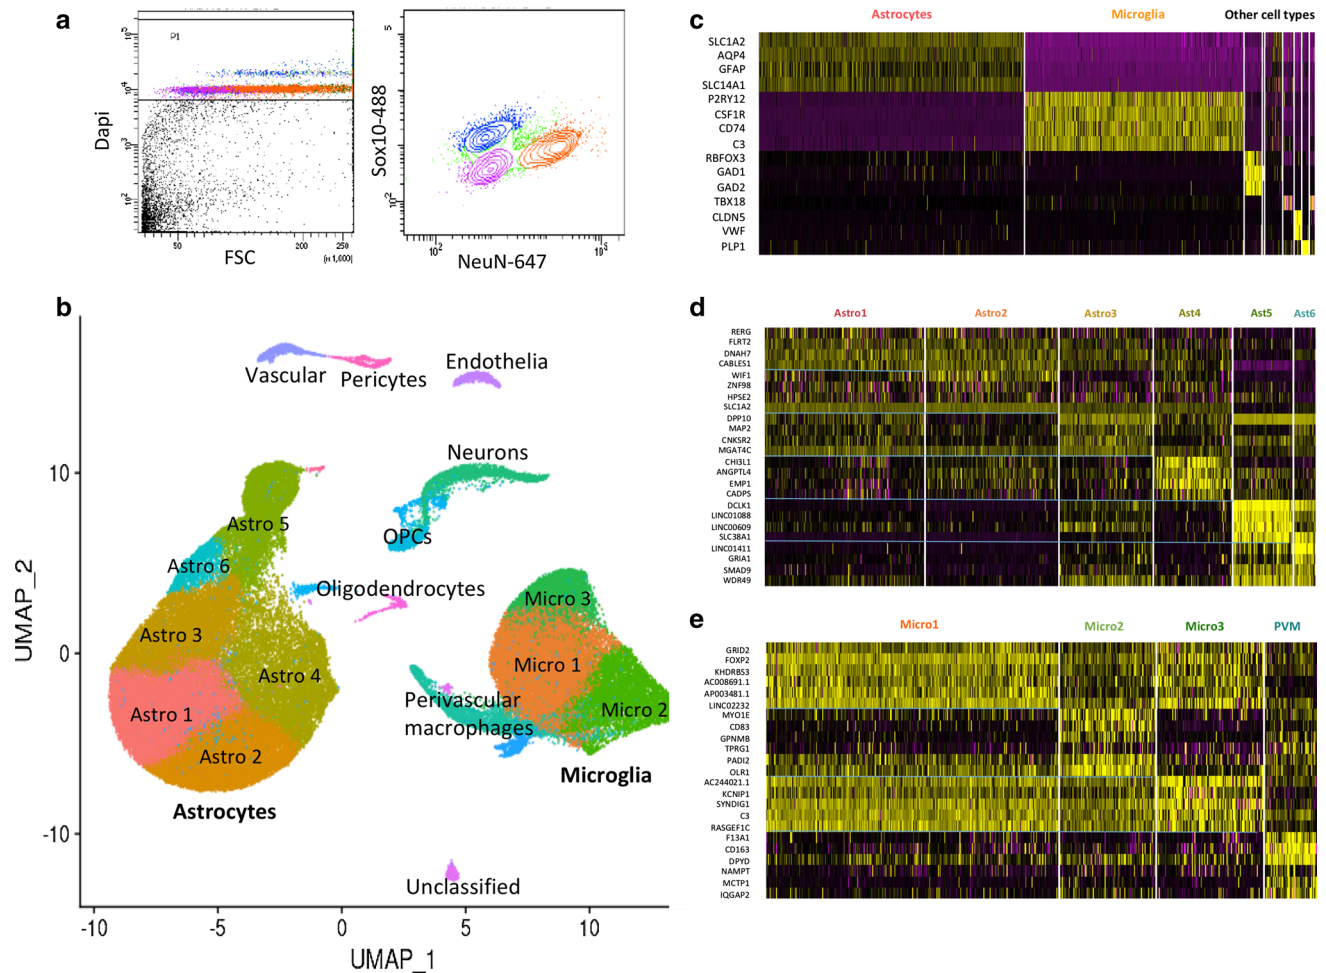 a
P1
Dapi
10⁵
10⁴
10³
10²
50
200
250
[x 1,000]
FSC
Sox10-488
5
10⁵
10⁴
10³
10²
10²
10⁵
NeuN-647
b
UMAP_2
10
0
-10
-10
-5
0
5
10
UMAP_1
Vascular
Pericytes
Endothelia
Neurons
OPCs
Oligodendrocytes
Astro 5
Astro 6
Astro 3
Astro 4
Astro 1
Astro 2
Astrocytes
Micro 3
Micro 1
Micro 2
Perivascular
macrophages
Microglia
Unclassified
c
Astrocytes
Microglia
Other cell types
SLC1A2
AQP4
GFAP
SLC14A1
P2RY12
CSF1R
CD74
C3
RBFOX3
GAD1
GAD2
TBX18
CLDN5
VWF
PLP1
d
Astro1
Astro2
Astro3
Ast4
Ast5
Ast6
RERG
FLRT2
DNAH7
CABLES1
WIF1
ZNF98
HPSE2
SLC1A2
DPP10
MAP2
CNKSR2
MGAT4C
CHI3L1
ANGPTL4
EMP1
CADPS
DCLK1
LINC01088
LINC00609
SLC38A1
LINC01411
GRIA1
SMAD9
WDR49
e
Micro1
Micro2
Micro3
PVM
GRID2
FOXP2
KHDRBS3
AC008691.1
AP003481.1
LINC02232
MYO1E
CD83
GPNMB
TPRG1
PADI2
OLR1
AC244021.1
KCNIP1
SYNDIG1
C3
RASGEF1C
F13A1
CD163
DPYD
NAMPT
MCTP1
IQGAP2